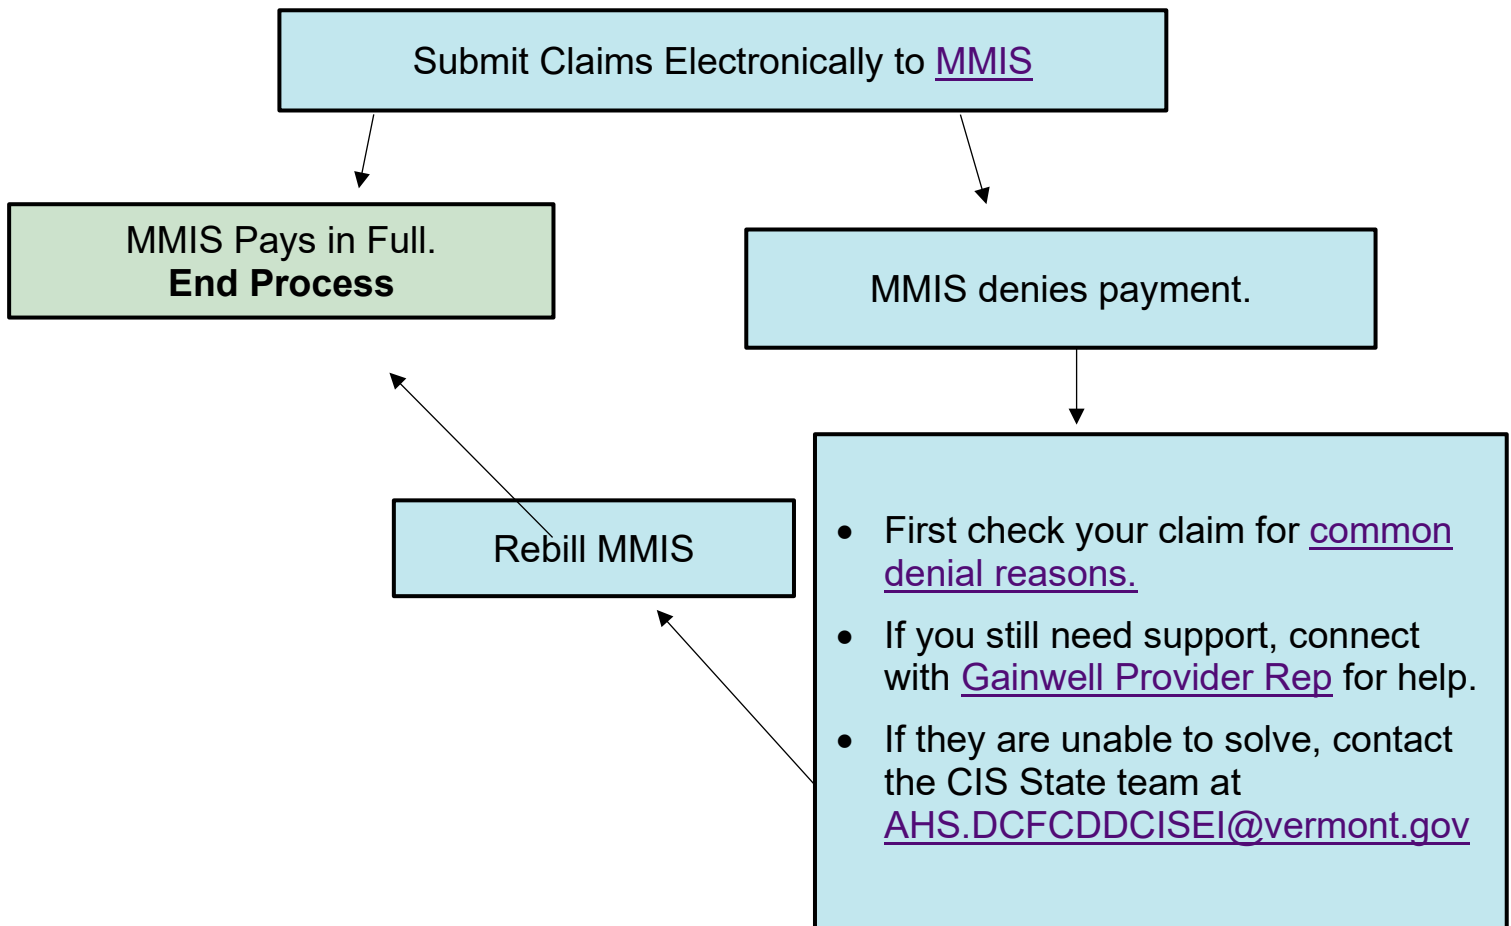 Submit Claims Electronically to MMIS
MMIS Pays in Full.
End Process
MMIS denies payment.
Rebill MMIS
• First check your claim for common
denial reasons.
• If you still need support, connect
with Gainwell Provider Rep for help.
• If they are unable to solve, contact
the CIS State team at
AHS.DCFCDDCISEI@vermont.gov